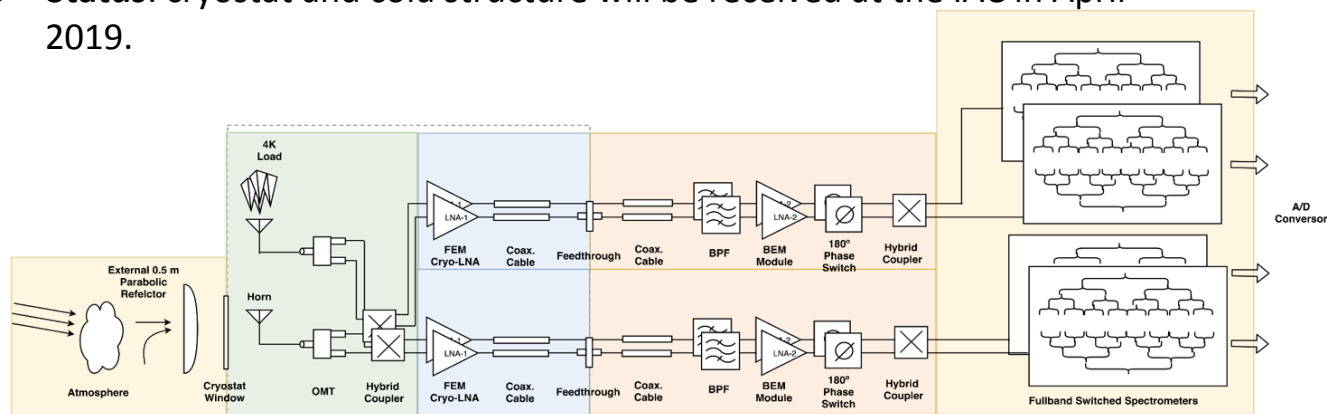 Status: cryostat and cold structure will be received at the IAC in April
2019.
4K
Load
External 0.5 m
Parabolic
Refelctor
Horn
Atmosphere
Cryostat
Window
OMT
Hybrid
Coupler
LNA-1
FEM
Cryo-LNA
Coax.
Cable
Feedthrough
Coax.
Cable
BPF
LNA-2
BEM
Module
180º
Phase
Switch
Hybrid
Coupler
LNA-1
FEM
Cryo-LNA
Coax.
Cable
Feedthrough
Coax.
Cable
BPF
LNA-2
BEM
Module
180º
Phase
Switch
Hybrid
Coupler
Fullband Switched Spectrometers
A/D
Conversor